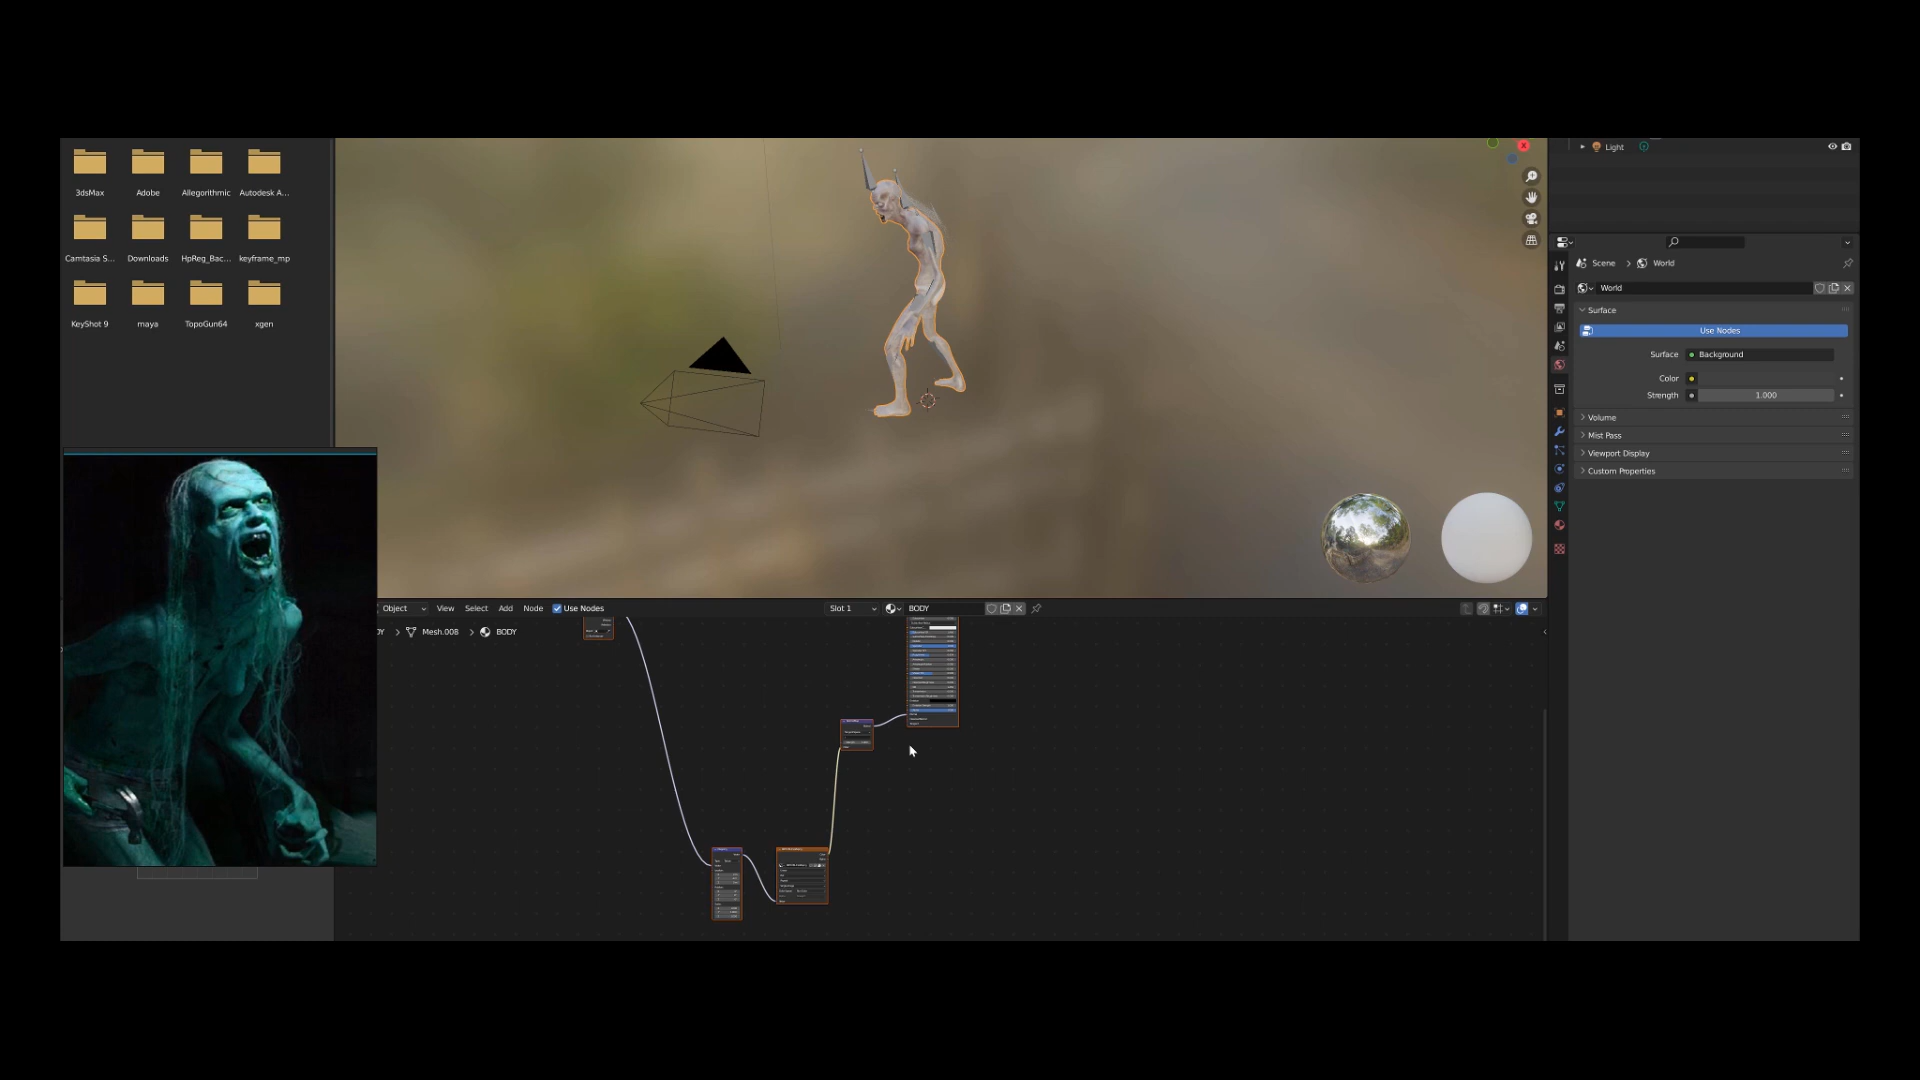 3dsMax Adobe Allegorithmic Autodesk A...
Camtasia S... Downloads HpReg_Bac... keyframe_mp
KeyShot 9 maya TopoGun64 xgen
X
Light
Scene > World
World
Surface
Use Nodes
Surface Background
Color
Strength 1.000
Volume
Mist Pass
Viewport Display
Custom Properties
Object View Select Add Node Use Nodes Slot 1 BODY
DY > Mesh.008 > BODY